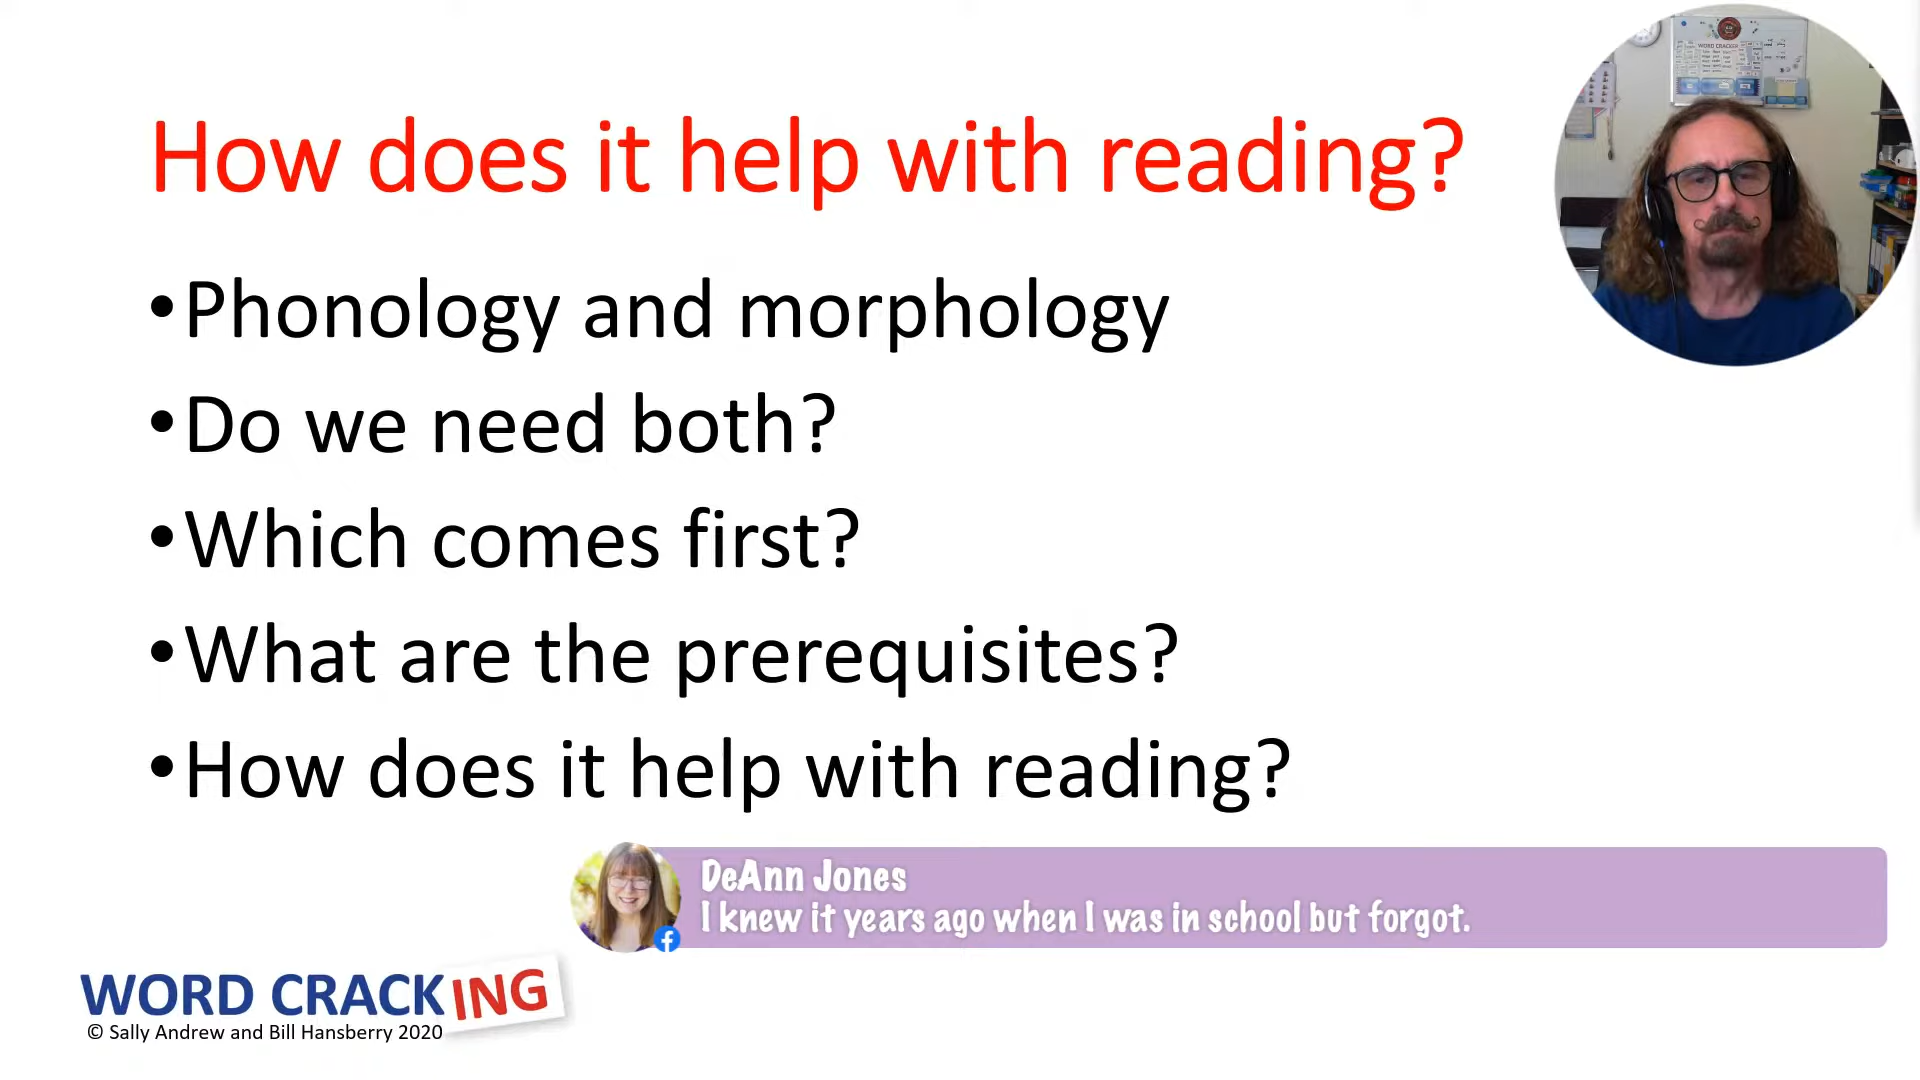 How does it help with reading?
•Phonology and morphology
•Do we need both?
•Which comes first?
•What are the prerequisites?
•How does it help with reading?
DeAnn Jones
I knew it years ago when I was in school but forgot.
WORD CRACKING
© Sally Andrew and Bill Hansberry 2020
WORD CRACKING